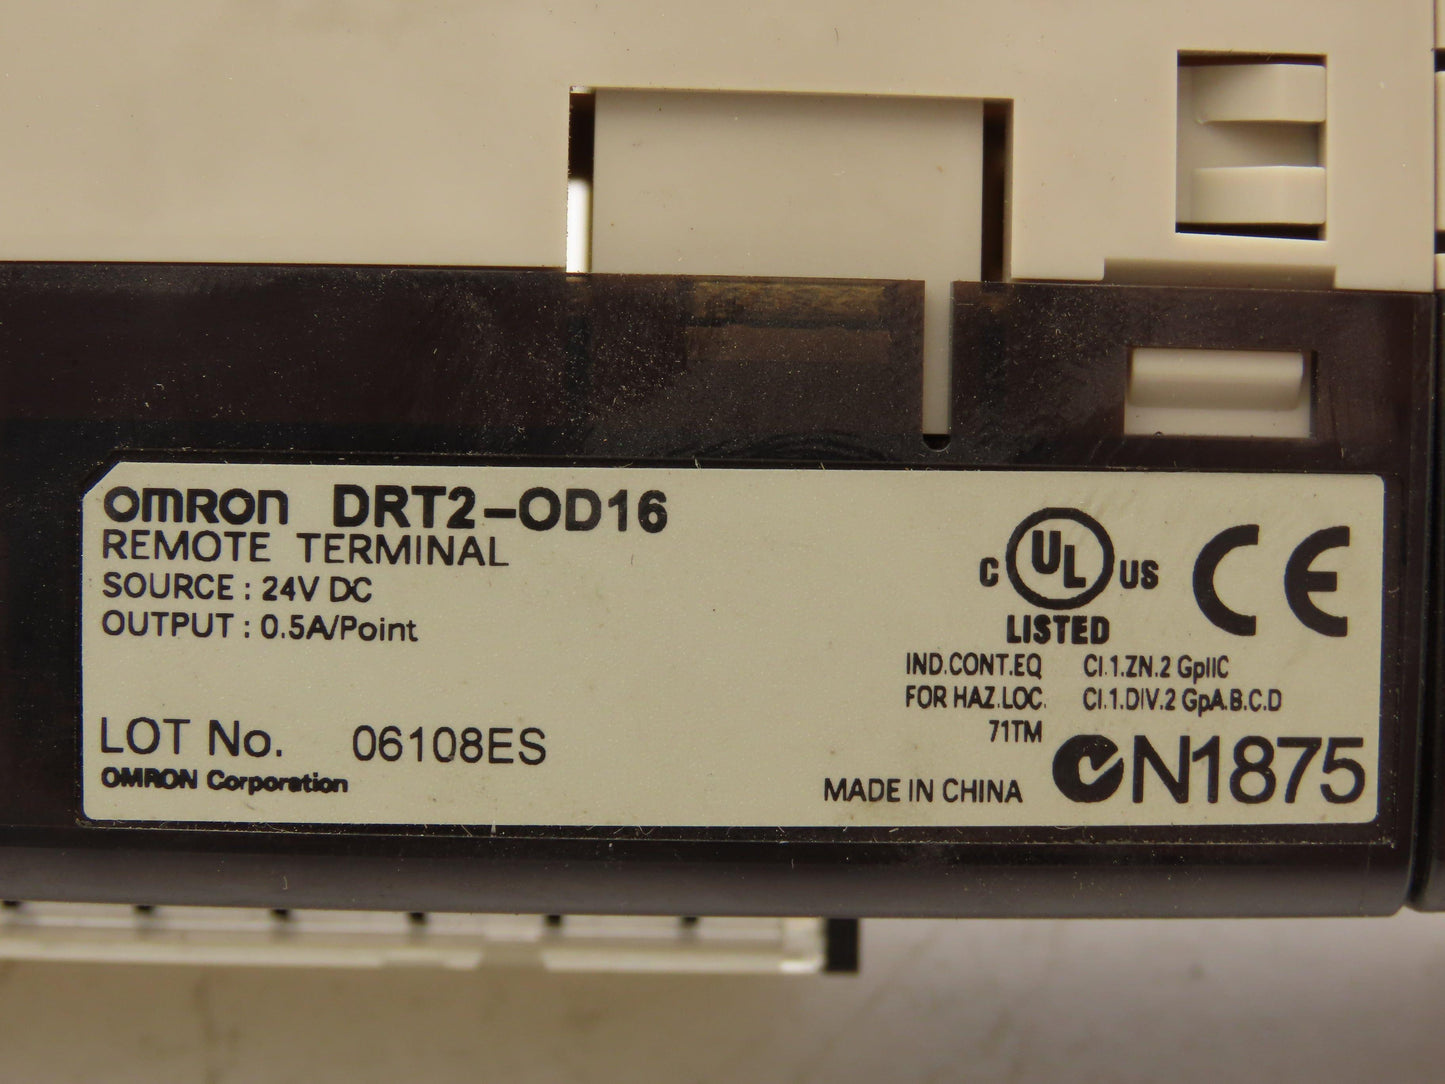 OMRON DRT2-OD16
REMOTE TERMINAL
SOURCE : 24V DC
OUTPUT : 0.5A/Point
C UL US
LISTED
CE
IND.CONT.EQ CI.1.ZN.2 GpIIC
FOR HAZ.LOC. CI.1.DIV.2 GpA.B.C.D
71TM
LOT No. 06108ES
OMRON Corporation
MADE IN CHINA
N1875